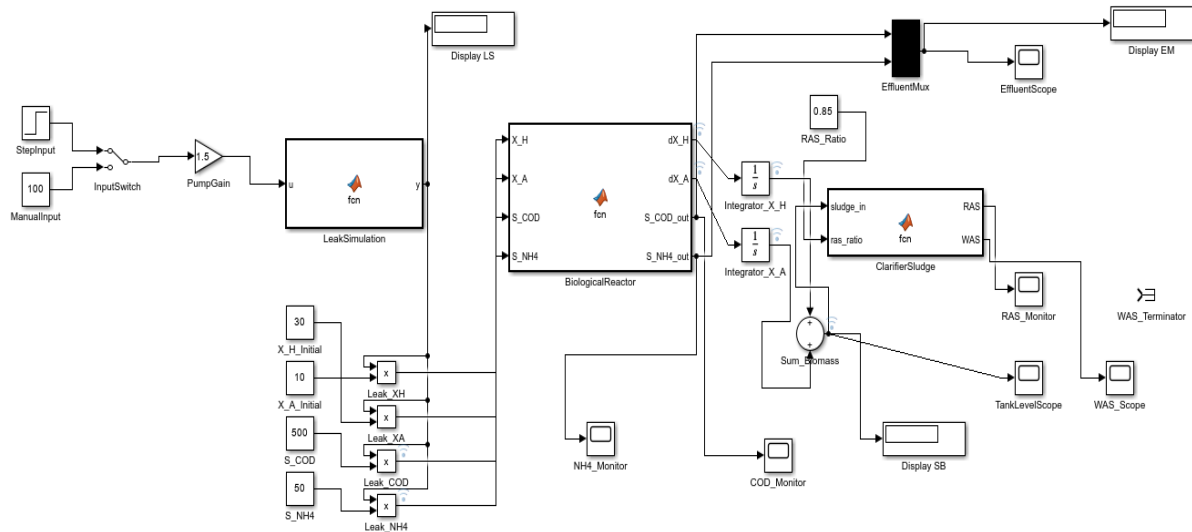 Display LS
Display EM
EffluentMux
EffluentScope
0.85
RAS_Ratio
StepInput
InputSwitch
1.5
PumpGain
100
ManualInput
u
fcn
y
LeakSimulation
X_H
X_A
S_COD
S_NH4
fcn
dX_H
dX_A
S_COD_out
S_NH4_out
BiologicalReactor
1
s
Integrator_X_H
1
s
Integrator_X_A
sludge_in
ras_ratio
fcn
RAS
WAS
ClarifierSludge
RAS_Monitor
WAS_Terminator
+
+
Sum_Biomass
TankLevelScope
WAS_Scope
30
X_H_Initial
10
X_A_Initial
500
S_COD
50
S_NH4
x
Leak_XH
x
Leak_XA
x
Leak_COD
x
Leak_NH4
NH4_Monitor
COD_Monitor
Display SB